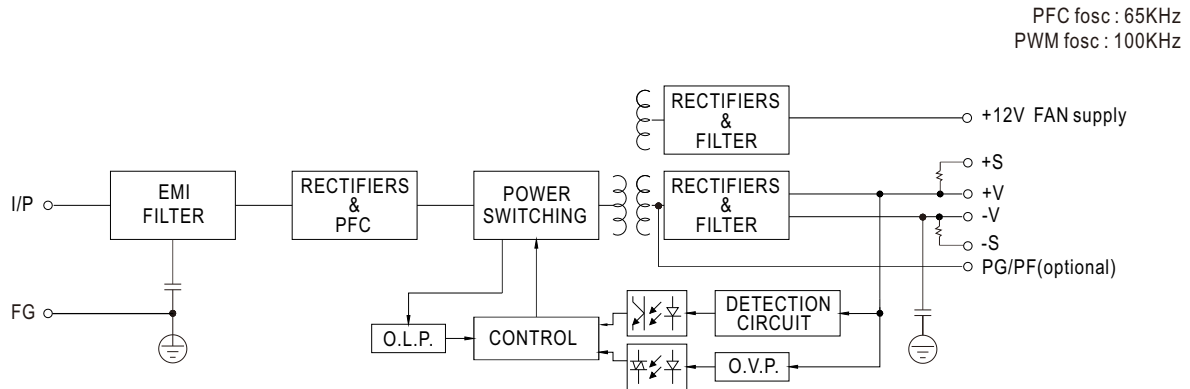 PFC fosc : 65KHz
PWM fosc : 100KHz
RECTIFIERS
&
FILTER
+12V FAN supply
I/P
EMI
FILTER
RECTIFIERS
&
PFC
POWER
SWITCHING
RECTIFIERS
&
FILTER
+S
+V
-V
-S
PG/PF(optional)
FG
O.L.P.
CONTROL
DETECTION
CIRCUIT
O.V.P.